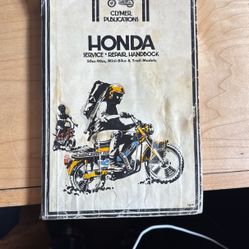 CLYMER
PUBLICATIONS
HONDA
SERVICE • REPAIR HANDBOOK
50cc-90cc, Mini-Bike & Trail Models